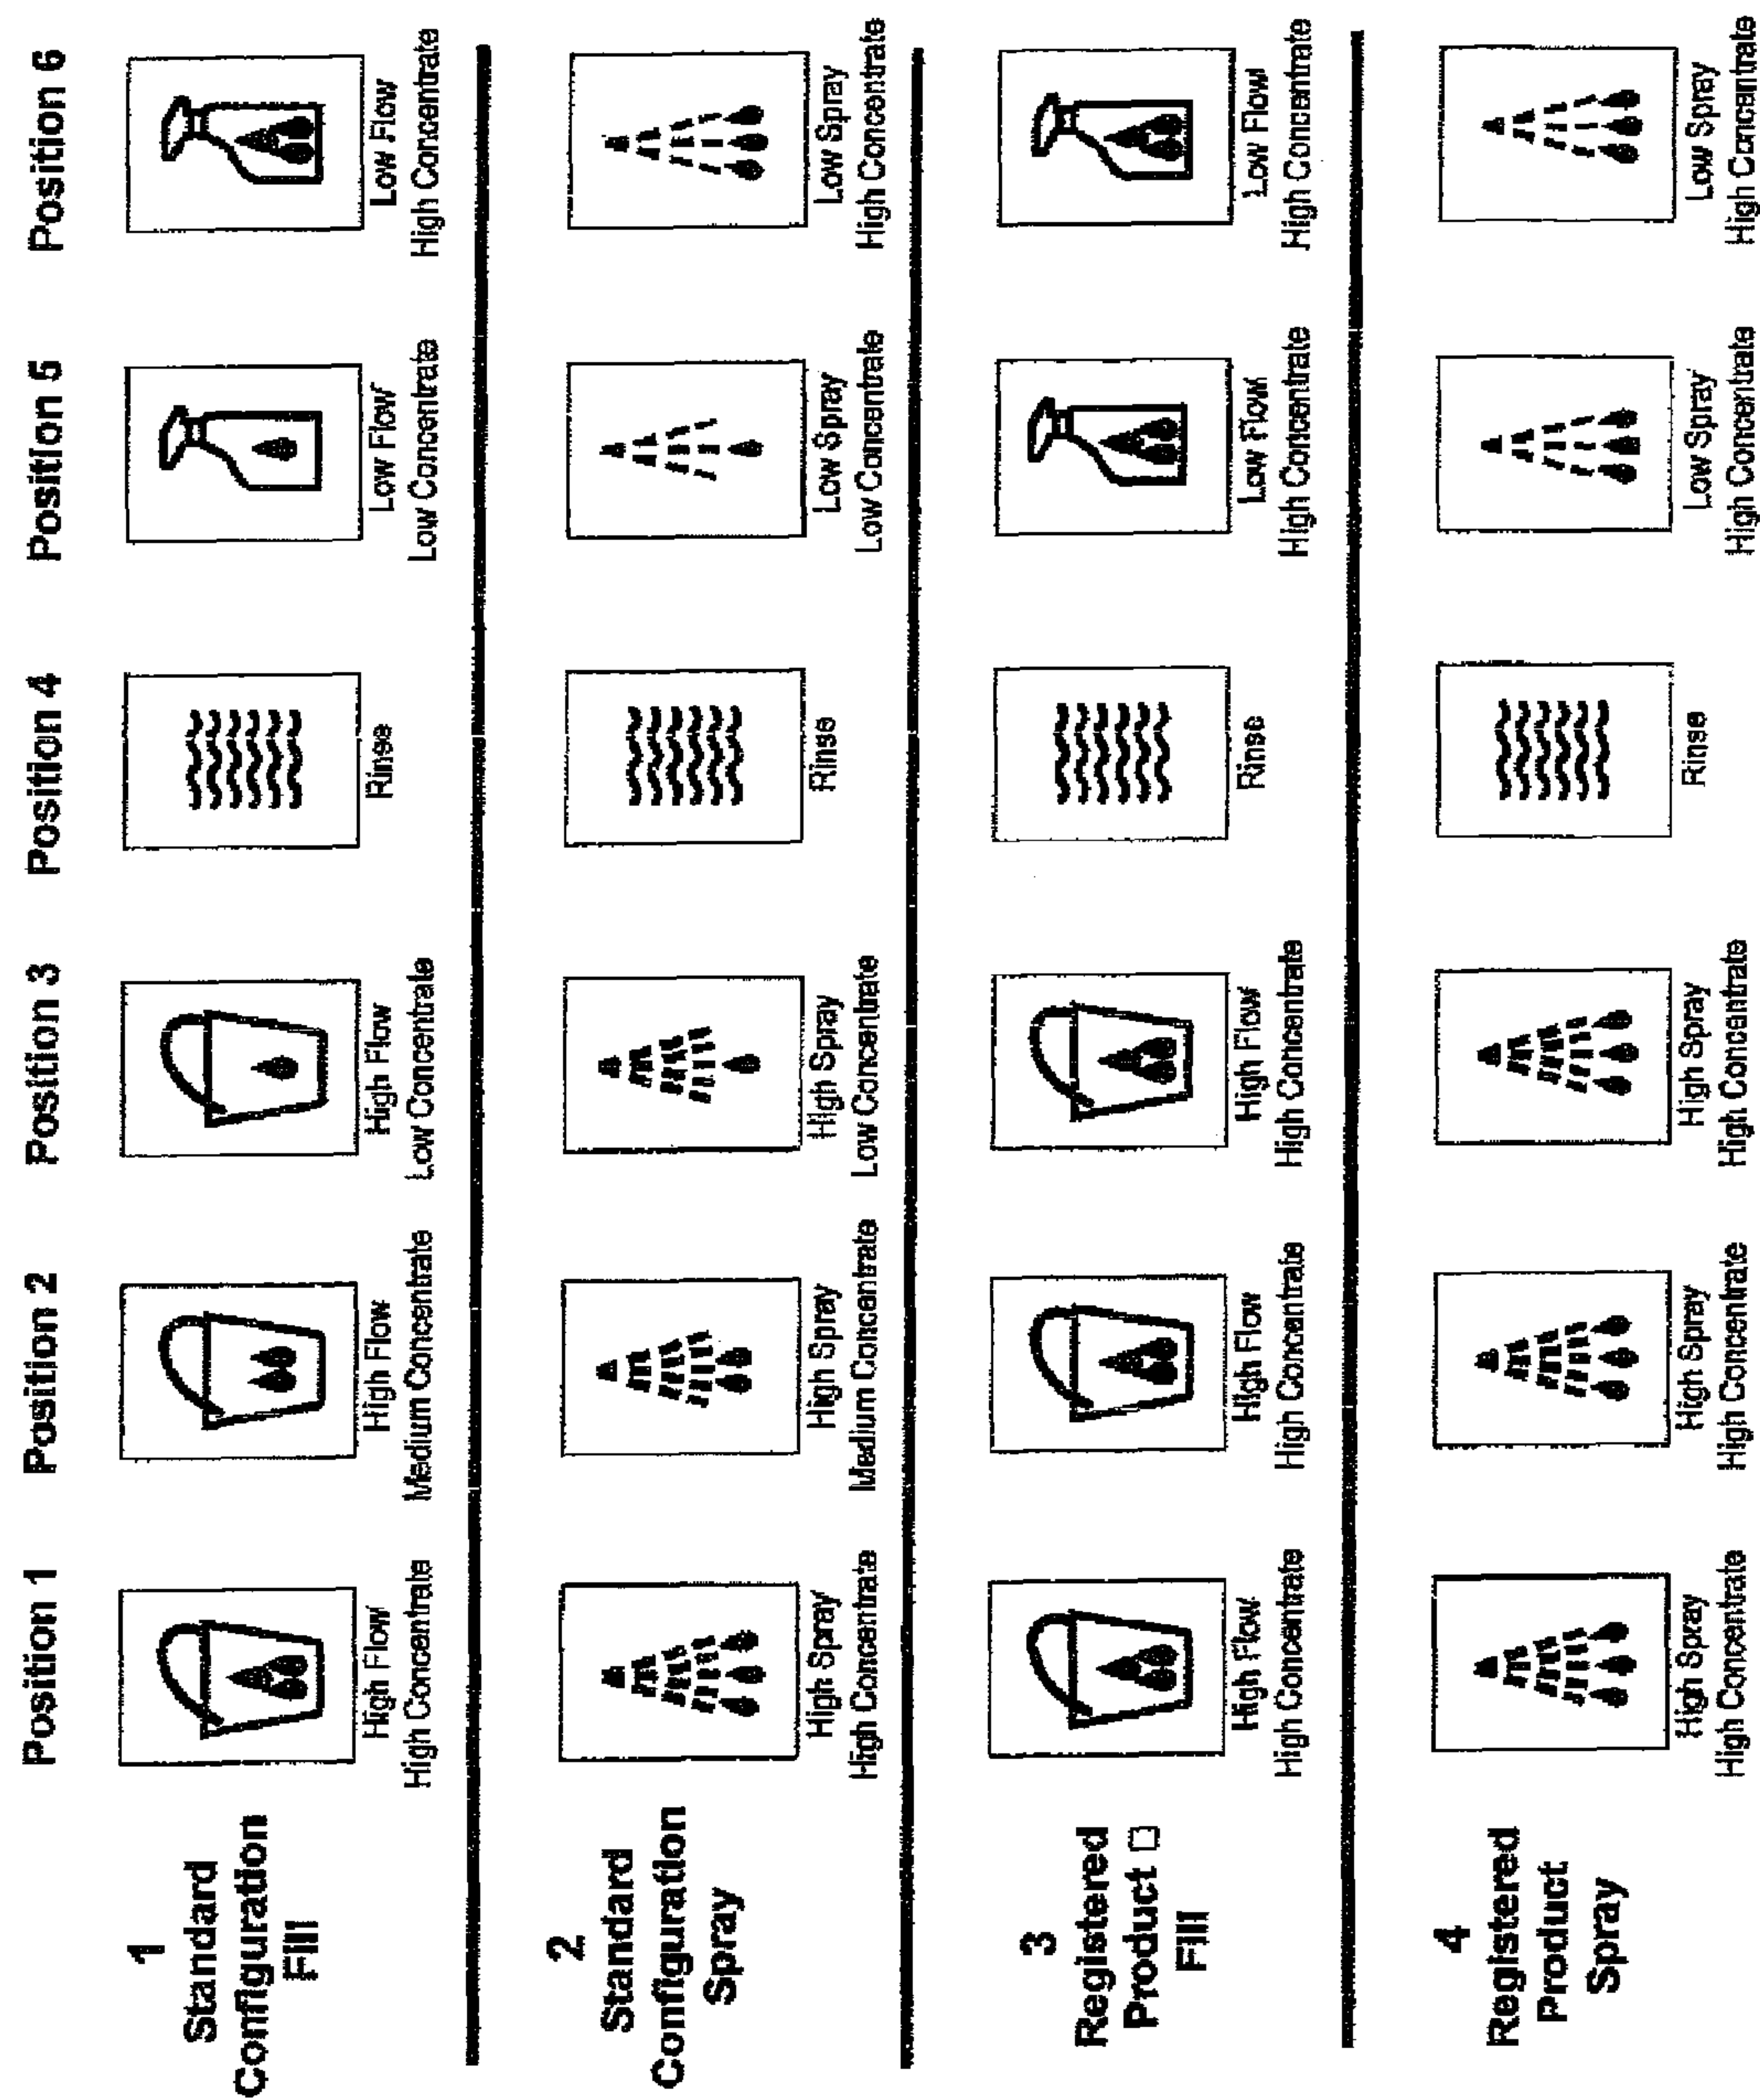 Position 1
Position 2
Position 3
Position 4
Position 5
Position 6
1
Standard
Configuration
Fill
High Flow
High Concentrate
High Flow
Medium Concentrate
High Flow
Low Concentrate
Rinse
Low Flow
Low Concentrate
Low Flow
High Concentrate
2
Standard
Configuration
Spray
High Spray
High Concentrate
High Spray
Medium Concentrate
High Spray
Low Concentrate
Rinse
Low Spray
Low Concentrate
Low Spray
High Concentrate
3
Registered
Product □
Fill
High Flow
High Concentrate
High Flow
High Concentrate
High Flow
High Concentrate
Rinse
Low Flow
High Concentrate
Low Flow
High Concentrate
4
Registered
Product
Spray
High Spray
High Concentrate
High Spray
High Concentrate
High Spray
High Concentrate
Rinse
Low Spray
High Concentrate
Low Spray
High Concentrate